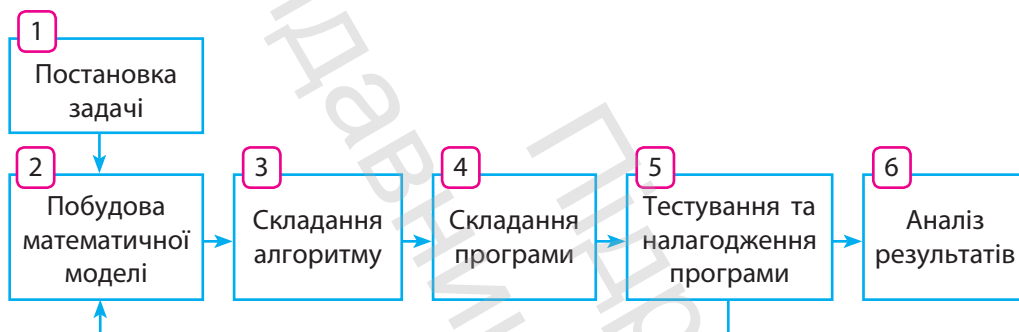 1
Постановка
задачі
2
Побудова
математичної
моделі
3
Складання
алгоритму
4
Складання
програми
5
Тестування та
налагодження
програми
6
Аналіз
результатів